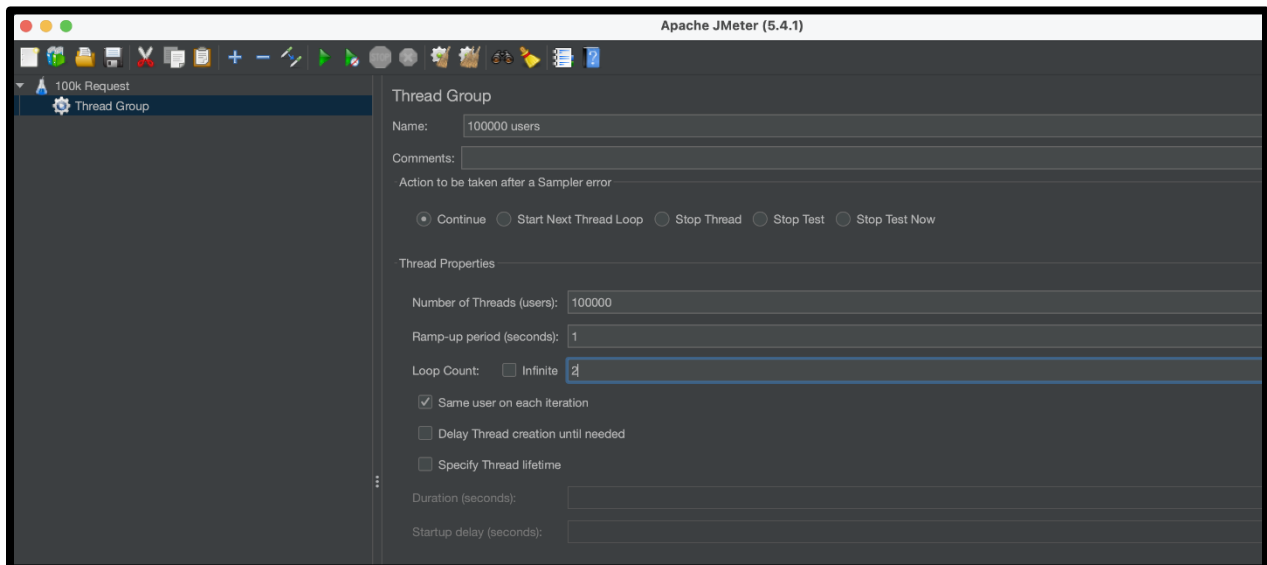 Apache JMeter (5.4.1)
STOP
100k Request
Thread Group
Thread Group
Name: 100000 users
Comments:
Action to be taken after a Sampler error
Continue Start Next Thread Loop Stop Thread Stop Test Stop Test Now
Thread Properties
Number of Threads (users): 100000
Ramp-up period (seconds): 1
Loop Count: Infinite 2
Same user on each iteration
Delay Thread creation until needed
Specify Thread lifetime
Duration (seconds):
Startup delay (seconds):